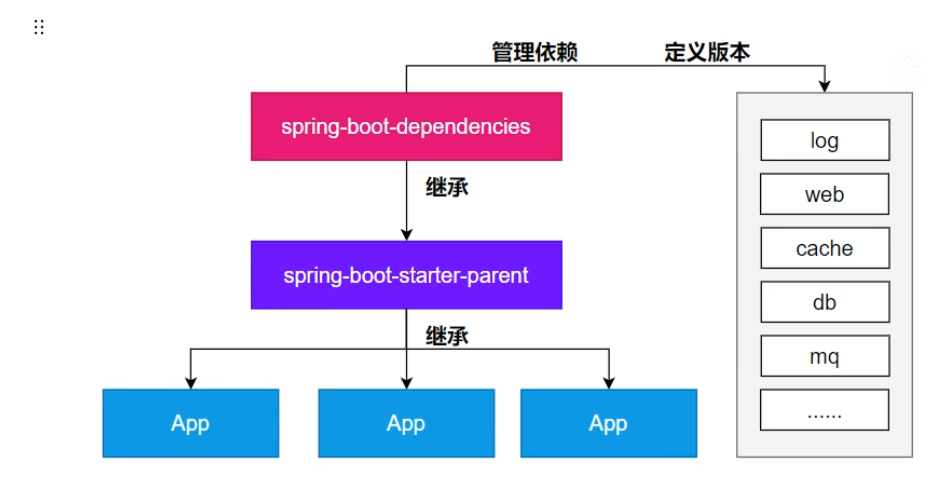 管理依赖 定义版本
spring-boot-dependencies
log
继承
web
cache
spring-boot-starter-parent
db
继承
mq
App App App
......